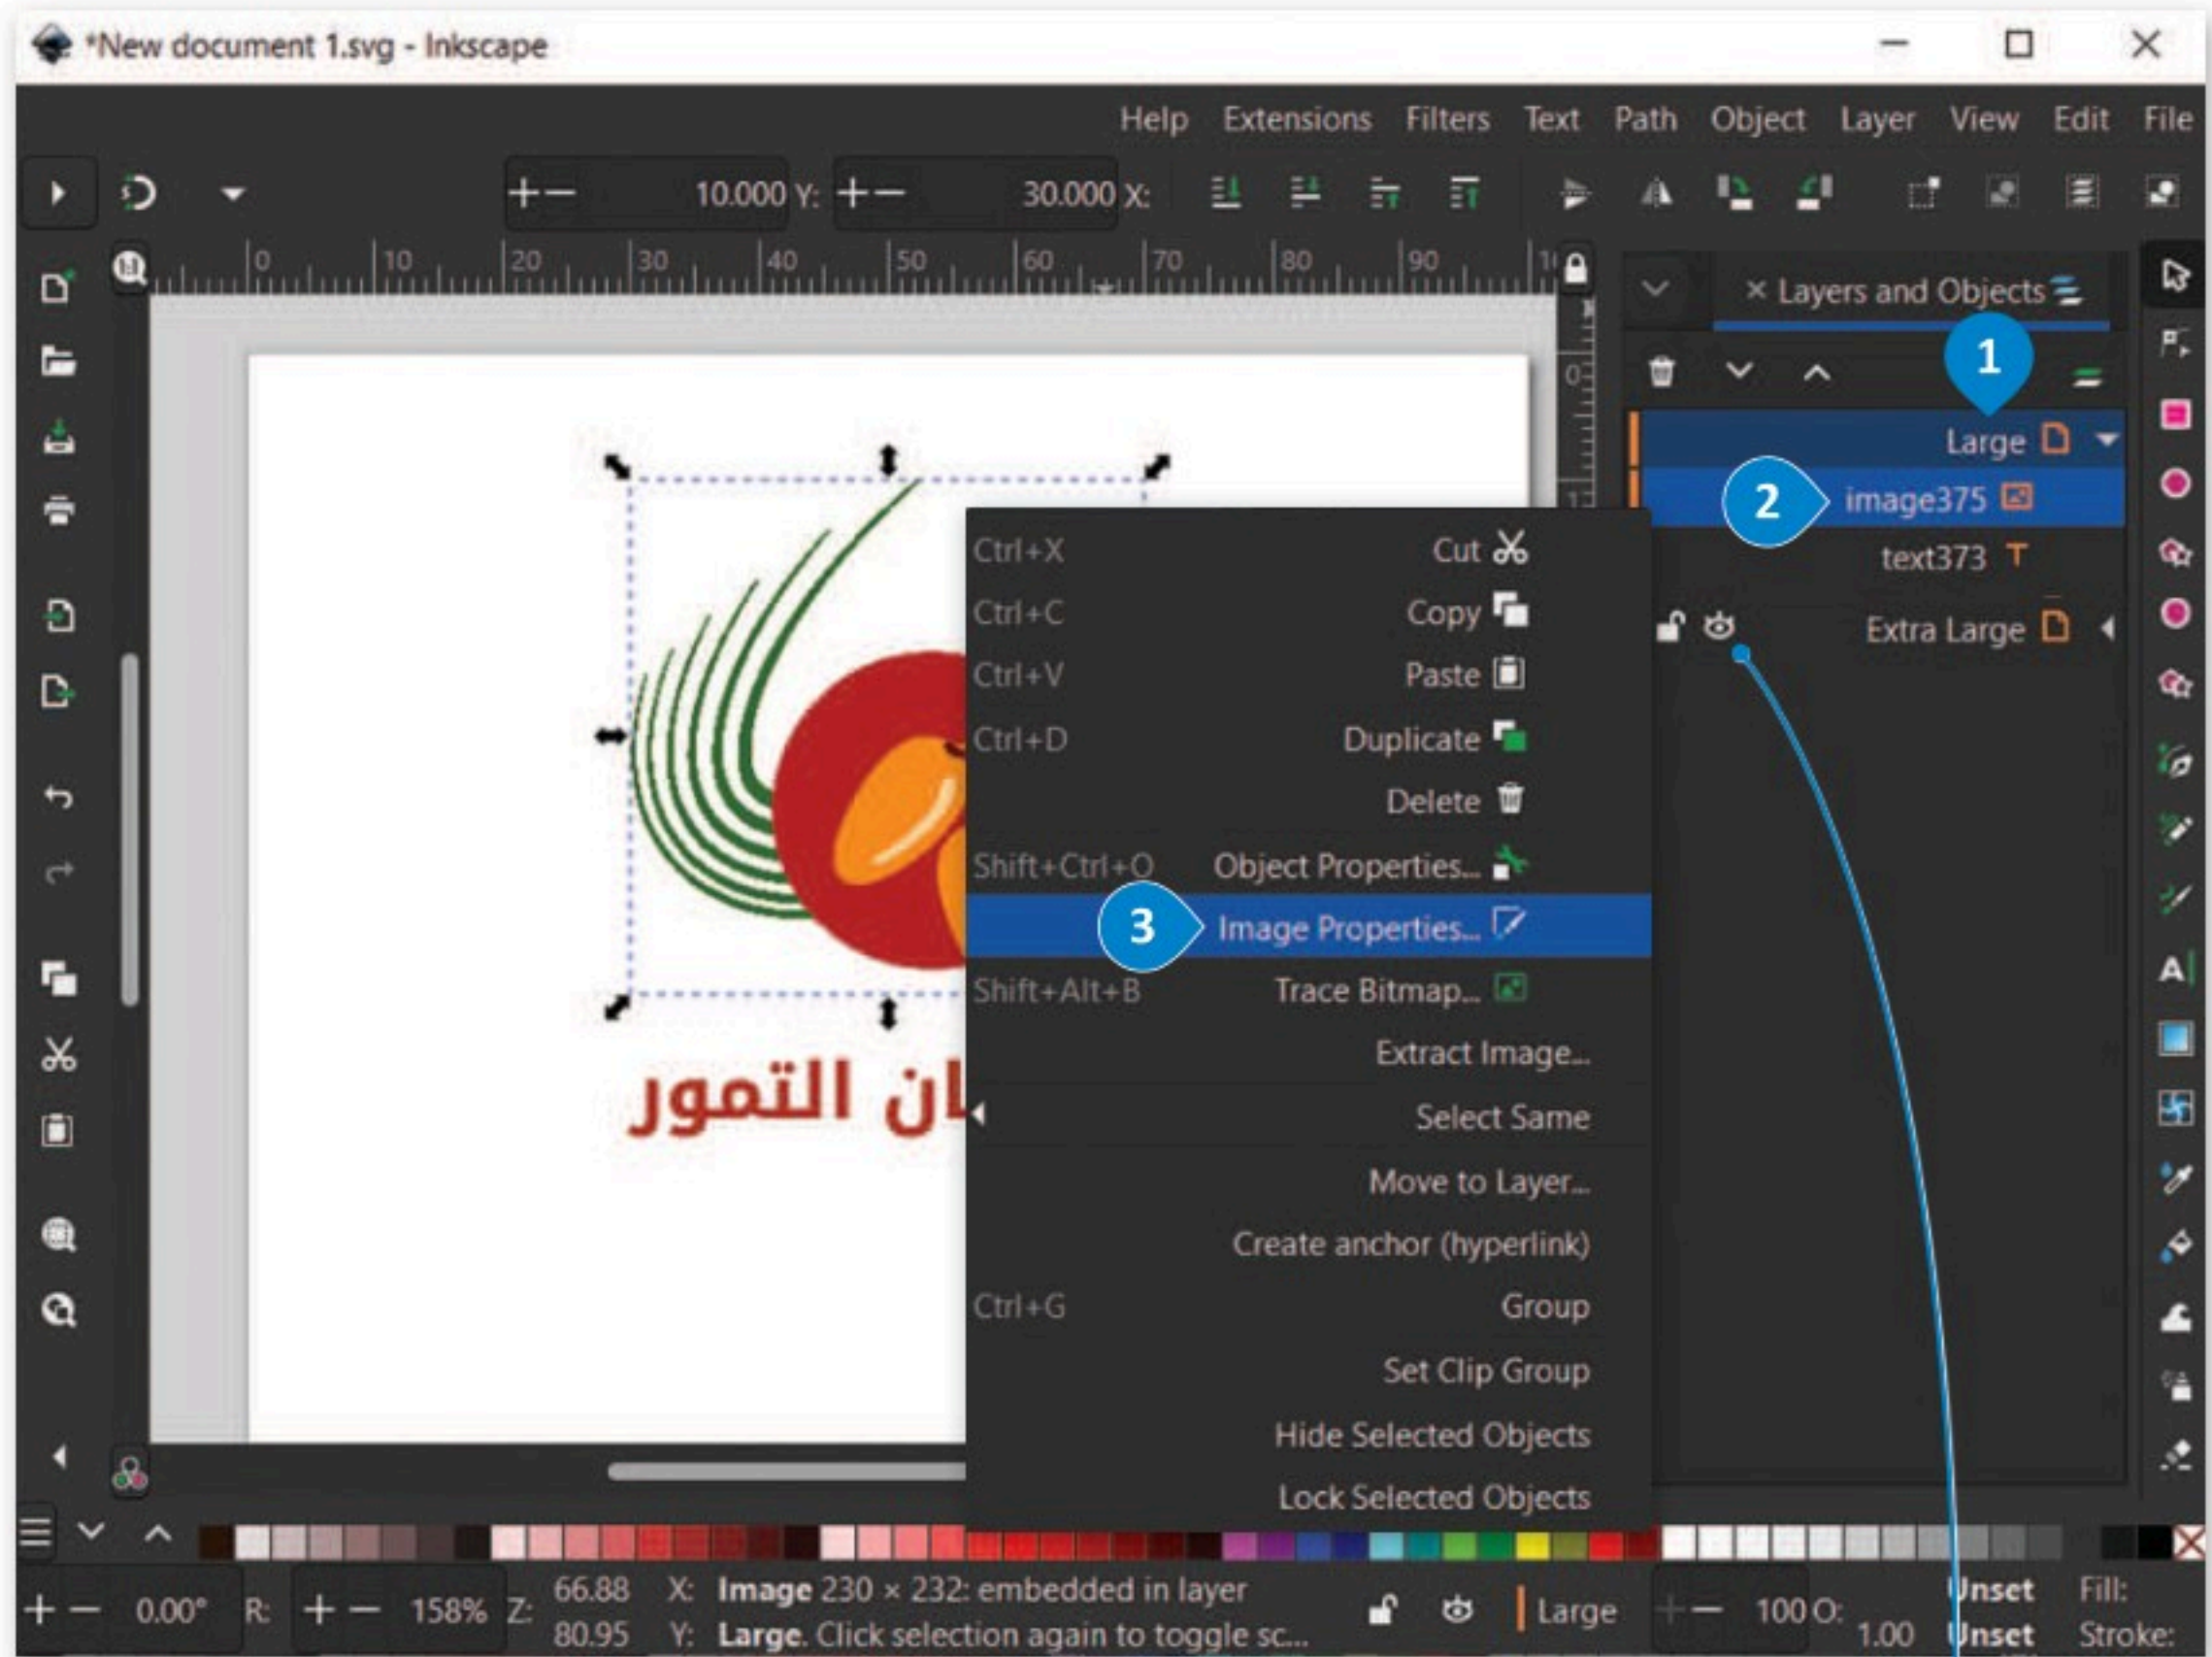 *New document 1.svg - Inkscape
Help Extensions Filters Text Path Object Layer View Edit File
10.000 Y: 30.000 X:
0 10 20 30 40 50 60 70 80 90
× Layers and Objects
0
1
Large
2 image375
text373
Extra Large
Ctrl+X Cut
Ctrl+C Copy
Ctrl+V Paste
Ctrl+D Duplicate
Delete
Shift+Ctrl+O Object Properties...
3 Image Properties...
Shift+Alt+B Trace Bitmap...
Extract Image...
Select Same
Move to Layer...
Create anchor (hyperlink)
Ctrl+G Group
Set Clip Group
Hide Selected Objects
Lock Selected Objects
ان التمور
0.00° R: 158% Z: 66.88 X: Image 230 × 232: embedded in layer
80.95 Y: Large. Click selection again to toggle sc...
Large 100 O: Unset Fill:
1.00 Unset Stroke: